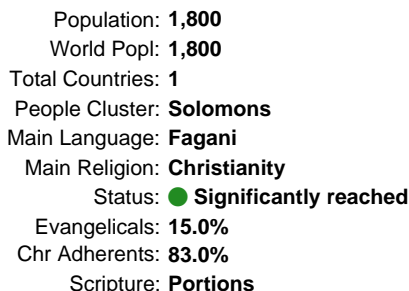 Population: 1,800
World Popl: 1,800
Total Countries: 1
People Cluster: Solomons
Main Language: Fagani
Main Religion: Christianity
Status: Significantly reached
Evangelicals: 15.0%
Chr Adherents: 83.0%
Scripture: Portions